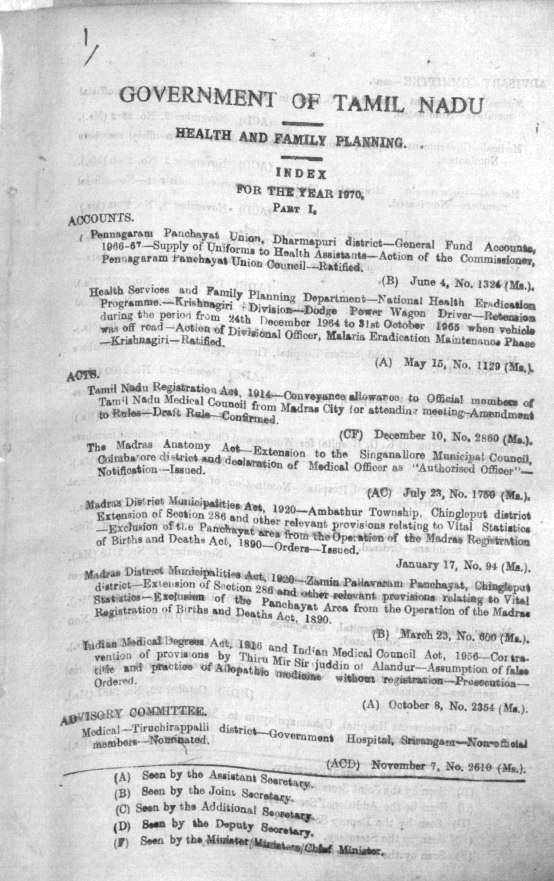 1/
GOVERNMENT OF TAMIL NADU
HEALTH AND FAMILY PLANNING.
INDEX
FOR THE YEAR 1970.
PART I.
ACCOUNTS.
Pennagaram Panchayat Union, Dharmapuri district—General Fund Accounts,
1966-67—Supply of Uniforms to Health Assistants—Action of the Commissioner,
Pennagaram Panchayat Union Council—Ratified.
(B) June 4, No. 1324 (Ms.).
Health Services and Family Planning Department—National Health Eradication
Programme.—Krishnagiri Division—Dodge Power Wagon Driver—Retension
during the period from 24th December 1964 to 31st October 1965 when vehicle
was off road—Action of Divisional Officer, Malaria Eradication Maintenance Phase
—Krishnagiri—Ratified.
(A) May 15, No. 1129 (Ms.).
ACTS.
Tamil Nadu Registration Act, 1914—Conveyance allowance to Official members of
Tamil Nadu Medical Council from Madras City for attending meeting—Amendment
to Rules—Draft Rule—Confirmed.
(CF) December 10, No. 2860 (Ms.).
The Madras Anatomy Act—Extension to the Singanallore Municipal Council,
Coimbatore district and declaration of Medical Officer as "Authorised Officer"—
Notification—Issued.
(AC) July 23, No. 1750 (Ms.).
Madras District Municipalities Act, 1920—Ambathur Township, Chingleput district
Extension of Section 286 and other relevant provisions relating to Vital Statistics
—Exclusion of the Panchayat area from the Operation of the Madras Registration
of Births and Deaths Act, 1890—Orders—Issued.
January 17, No. 94 (Ms.).
Madras District Municipalities Act, 1920—Zamin Pallavaram Panchayat, Chingleput
district—Extension of Section 286 and other relevant provisions relating to Vital
Statistics—Exclusion of the Panchayat Area from the Operation of the Madras
Registration of Births and Deaths Act, 1890.
(B) March 23, No. 600 (Ms.).
Indian Medical Degrees Act, 1916 and Indian Medical Council Act, 1956—Contra-
vention of provisions by Thiru Mir Sirajuddin of Alandur—Assumption of false
title and practice of Allopathic medicine without registration—Prosecution—
Ordered.
(A) October 8, No. 2354 (Ms.).
ADVISORY COMMITTEE.
Medical—Tiruchirappalli district—Government Hospital, Srirangam—Non-official
members—Nominated.
(ACD) November 7, No. 2610 (Ms.).
(A) Seen by the Assistant Secretary.
(B) Seen by the Joint Secretary.
(C) Seen by the Additional Secretary.
(D) Seen by the Deputy Secretary.
(F) Seen by the Minister/Ministers/Chief Minister.